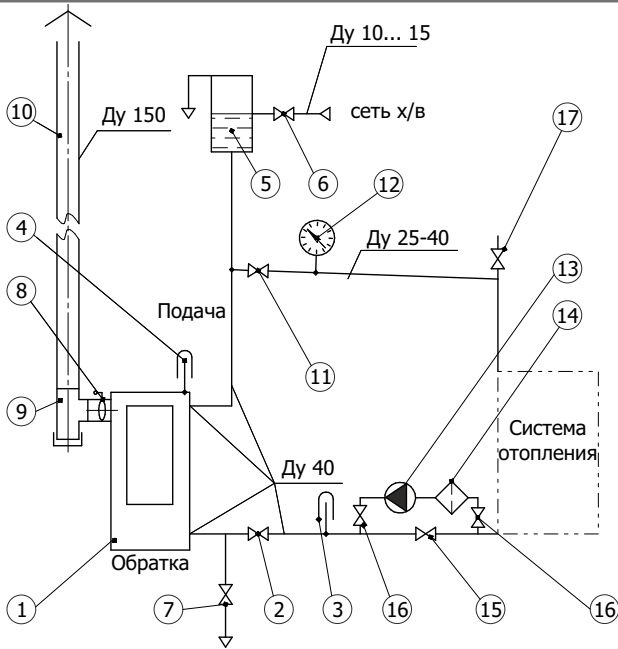 Ду 10... 15
10
Ду 150
сеть х/в
17
5
6
12
4
Ду 25-40
13
8
Подача
14
11
9
Система
отопления
Ду 40
Обратка
1
7
2
3
16
15
16